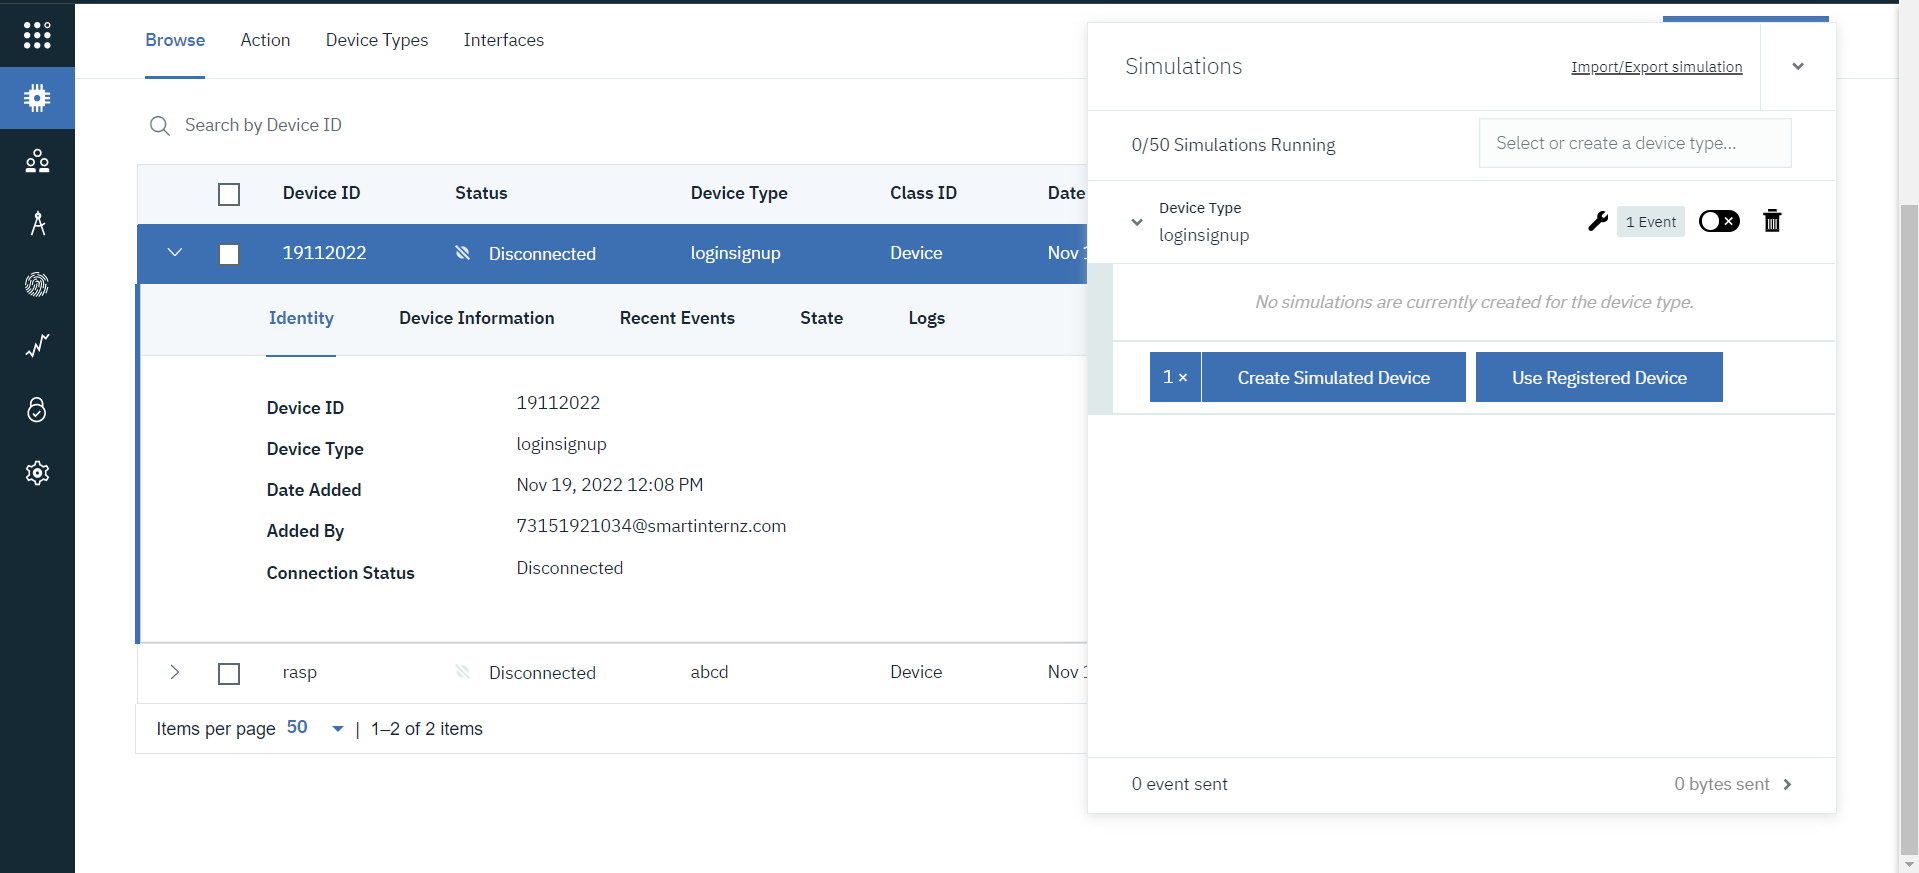 Browse Action Device Types Interfaces
Search by Device ID
Device ID Status Device Type Class ID Date
19112022 Disconnected loginsignup Device Nov 1
Identity Device Information Recent Events State Logs
Device ID 19112022
Device Type loginsignup
Date Added Nov 19, 2022 12:08 PM
Added By 73151921034@smartinternz.com
Connection Status Disconnected
rasp Disconnected abcd Device Nov 1
Items per page 50 | 1–2 of 2 items
Simulations Import/Export simulation
0/50 Simulations Running Select or create a device type...
Device Type
loginsignup
1 Event
No simulations are currently created for the device type.
1 × Create Simulated Device Use Registered Device
0 event sent 0 bytes sent